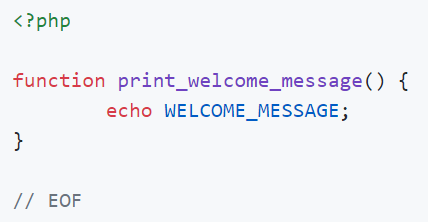 <?php
function print_welcome_message() {
        echo WELCOME_MESSAGE;
}
// EOF